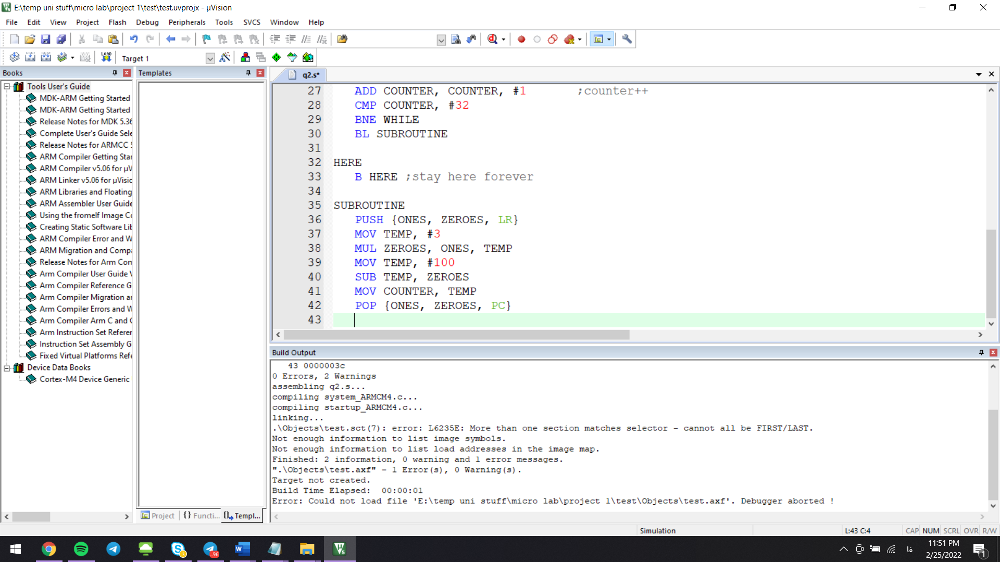 E:\temp uni stuff\micro lab\project 1\test\test.uvprojx - µVision
File Edit View Project Flash Debug Peripherals Tools SVCS Window Help
LOAD Target 1
Books
Tools User's Guide
MDK-ARM Getting Started
MDK-ARM Getting Started
Release Notes for MDK 5.36
Complete User's Guide Sele
Release Notes for ARMCC 5
ARM Compiler Getting Star
ARM Compiler v5.06 for µV
ARM Linker v5.06 for µVisic
ARM Libraries and Floating
ARM Assembler User Guide
Using the fromelf Image Co
Creating Static Software Lib
ARM Compiler Error and W
ARM Migration and Compa
Release Notes for Arm Com
Arm Compiler User Guide V
Arm Compiler Reference G
Arm Compiler Migration ar
Arm Compiler Errors and W
Arm Compiler Arm C and C
Arm Instruction Set Referer
Instruction Set Assembly G
Fixed Virtual Platforms Refe
Device Data Books
Cortex-M4 Device Generic
Templates
Project {} Functi... Templ...
q2.s*
27 ADD COUNTER, COUNTER, #1 ;counter++
28 CMP COUNTER, #32
29 BNE WHILE
30 BL SUBROUTINE
31
32 HERE
33 B HERE ;stay here forever
34
35 SUBROUTINE
36 PUSH {ONES, ZEROES, LR}
37 MOV TEMP, #3
38 MUL ZEROES, ONES, TEMP
39 MOV TEMP, #100
40 SUB TEMP, ZEROES
41 MOV COUNTER, TEMP
42 POP {ONES, ZEROES, PC}
43
Build Output
43 0000003c
0 Errors, 2 Warnings
assembling q2.s...
compiling system_ARMCM4.c...
compiling startup_ARMCM4.c...
linking...
.\Objects\test.sct(7): error: L6235E: More than one section matches selector - cannot all be FIRST/LAST.
Not enough information to list image symbols.
Not enough information to list load addresses in the image map.
Finished: 2 information, 0 warning and 1 error messages.
".\Objects\test.axf" - 1 Error(s), 0 Warning(s).
Target not created.
Build Time Elapsed:  00:00:01
Error: Could not load file 'E:\temp uni stuff\micro lab\project 1\test\Objects\test.axf'. Debugger aborted !
Simulation L:43 C:4 CAP NUM SCRL OVR R/W
..96
فا
11:51 PM
2/25/2022
1